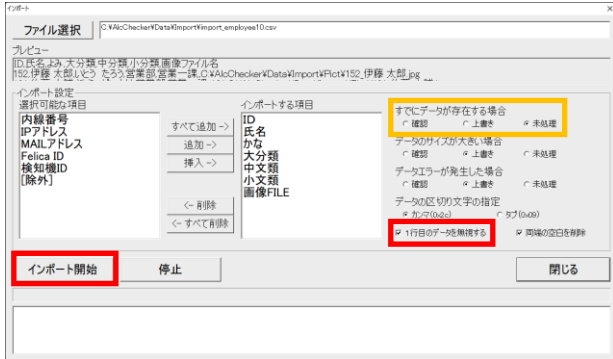 インポート
×
ファイル選択 C:¥AlcChecker¥Data¥Import¥import_employee10.csv
プレビュー
ID,氏名,よみ,大分類,中分類,小分類,画像ファイル名
152,伊藤 太郎,いとう たろう,営業部,営業一課,,C:¥AlcChecker¥Data¥Import¥Pict¥152_伊藤 太郎.jpg
インポート設定
選択可能な項目
内線番号
IPアドレス
MAILアドレス
Felica ID
検知機ID
[除外]
すべて追加->
追加->
挿入->
<-削除
<-すべて削除
インポートする項目
ID
氏名
かな
大分類
中文類
小文類
画像FILE
すでにデータが存在する場合
確認 上書き 未処理
データのサイズが大きい場合
確認 上書き 未処理
データエラーが発生した場合
確認 上書き 未処理
データの区切り文字の指定
カンマ(0x2c) タブ(0x09)
1行目のデータを無視する 両端の空白を削除
インポート開始 停止 閉じる